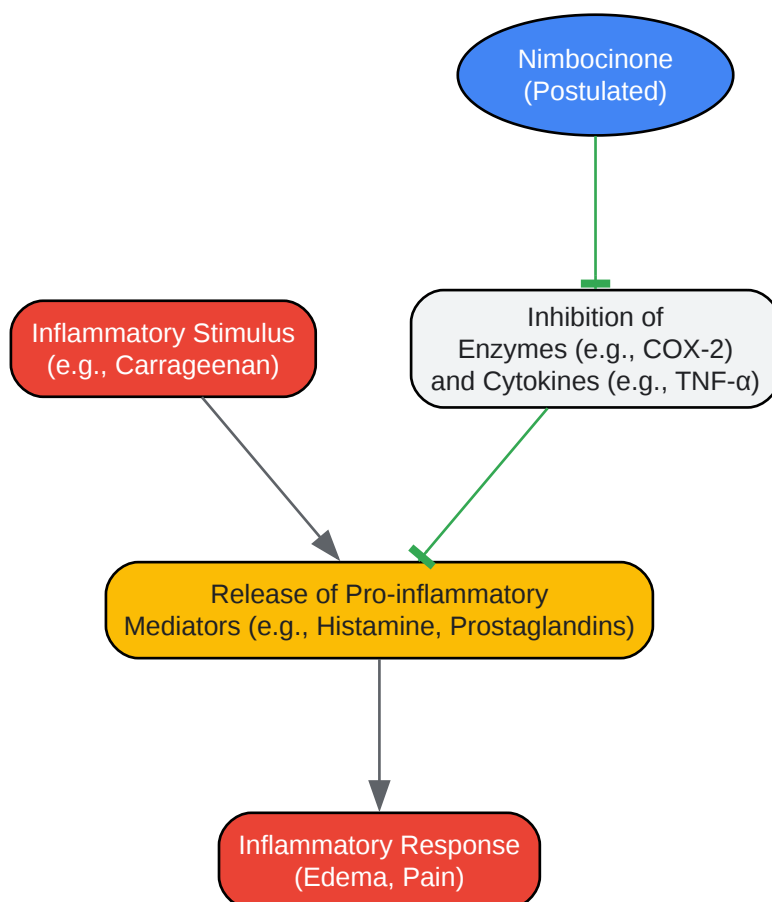 Nimbocinone
(Postulated)
Inflammatory Stimulus
(e.g., Carrageenan)
Inhibition of
Enzymes (e.g., COX-2)
and Cytokines (e.g., TNF-α)
Release of Pro-inflammatory
Mediators (e.g., Histamine, Prostaglandins)
Inflammatory Response
(Edema, Pain)